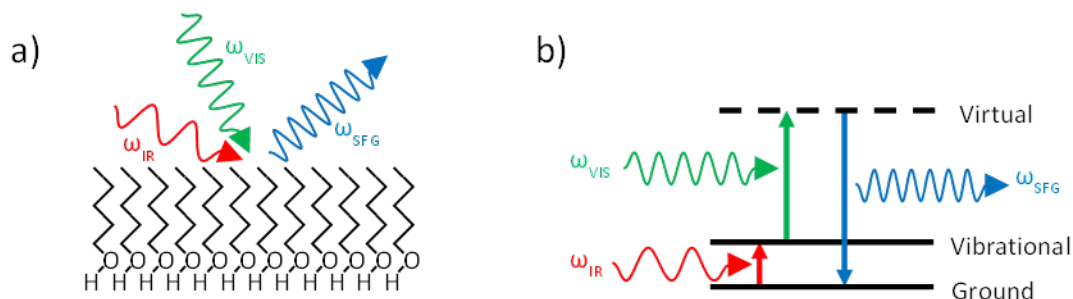 a)
ω_VIS
ω_IR
ω_SFG
O O O O O O O O O O O O
H H H H H H H H H H H H
b)
Virtual
ω_VIS
ω_SFG
Vibrational
ω_IR
Ground